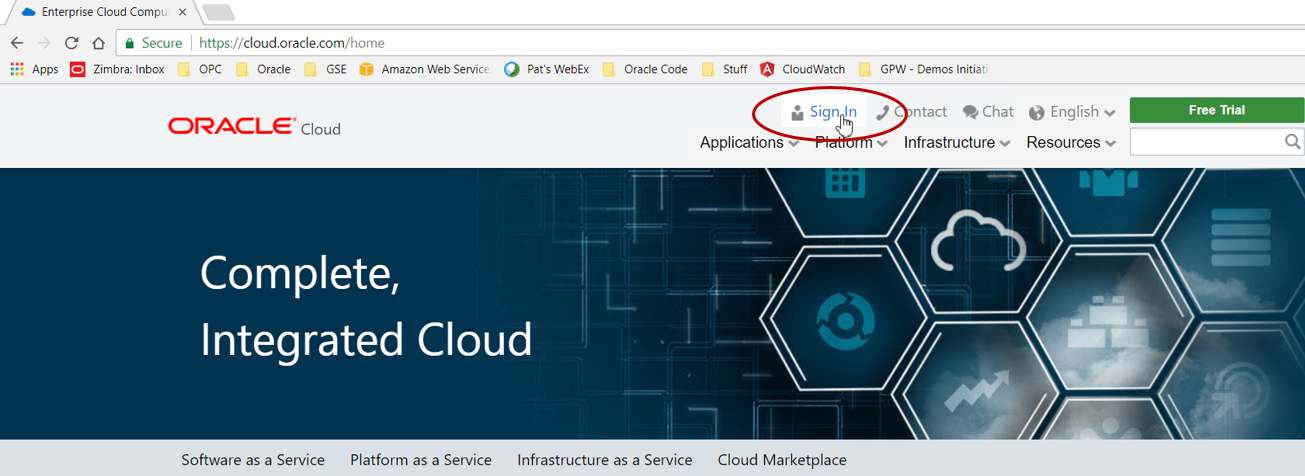 Enterprise Cloud Comput
Secure https://cloud.oracle.com/home
Apps Zimbra: Inbox OPC Oracle GSE Amazon Web Service Pat's WebEx Oracle Code Stuff CloudWatch GPW - Demos Initiati
Sign In Contact Chat English Free Trial
ORACLE Cloud
Applications Platform Infrastructure Resources
Complete,
Integrated Cloud
Software as a Service Platform as a Service Infrastructure as a Service Cloud Marketplace